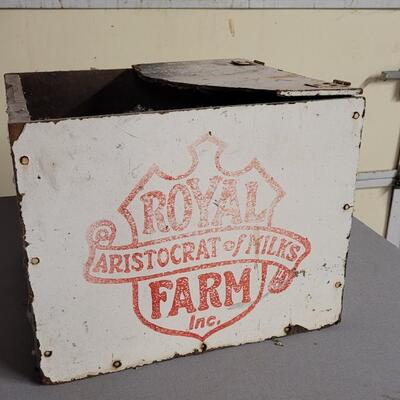 ROYAL
ARISTOCRAT of MILKS
FARM
Inc.